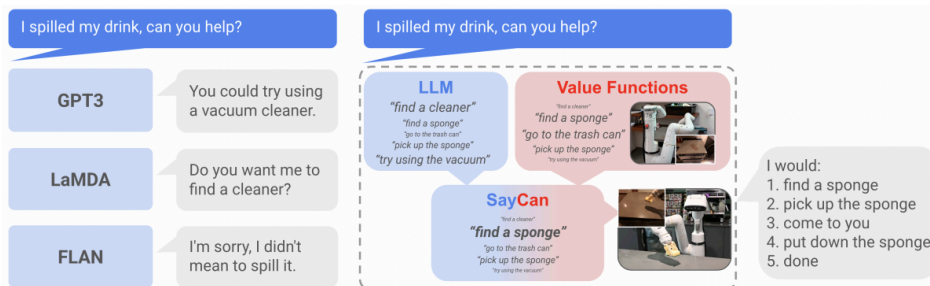 I spilled my drink, can you help?
GPT3
You could try using
a vacuum cleaner.
LaMDA
Do you want me to
find a cleaner?
FLAN
I'm sorry, I didn't
mean to spill it.
I spilled my drink, can you help?
LLM
"find a cleaner"
"find a sponge"
"go to the trash can"
"pick up the sponge"
"try using the vacuum"
Value Functions
"find a cleaner"
"find a sponge"
"go to the trash can"
"pick up the sponge"
"try using the vacuum"
SayCan
"find a cleaner"
"find a sponge"
"go to the trash can"
"pick up the sponge"
"try using the vacuum"
I would:
1. find a sponge
2. pick up the sponge
3. come to you
4. put down the sponge
5. done